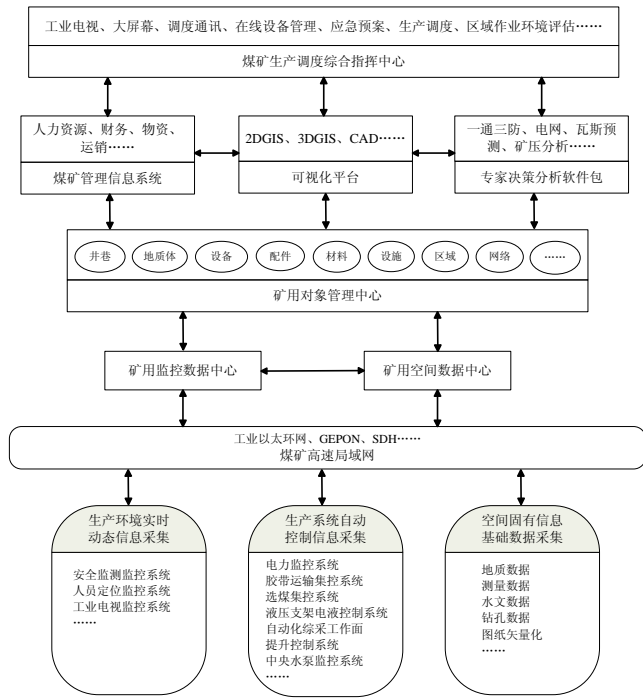 工业电视、大屏幕、调度通讯、在线设备管理、应急预案、生产调度、区域作业环境评估……
煤矿生产调度综合指挥中心
人力资源、财务、物资、
运销……
煤矿管理信息系统
2DGIS、3DGIS、CAD……
可视化平台
一通三防、电网、瓦斯预
测、矿压分析……
专家决策分析软件包
井巷
地质体
设备
配件
材料
设施
区域
网络
……
矿用对象管理中心
矿用监控数据中心
矿用空间数据中心
工业以太环网、GEPON、SDH……
煤矿高速局域网
生产环境实时
动态信息采集
安全监测监控系统
人员定位监控系统
工业电视监控系统
……
生产系统自动
控制信息采集
电力监控系统
胶带运输集控系统
选煤集控系统
液压支架电液控制系统
自动化综采工作面
提升控制系统
中央水泵监控系统
……
空间固有信息
基础数据采集
地质数据
测量数据
水文数据
钻孔数据
图纸矢量化
……